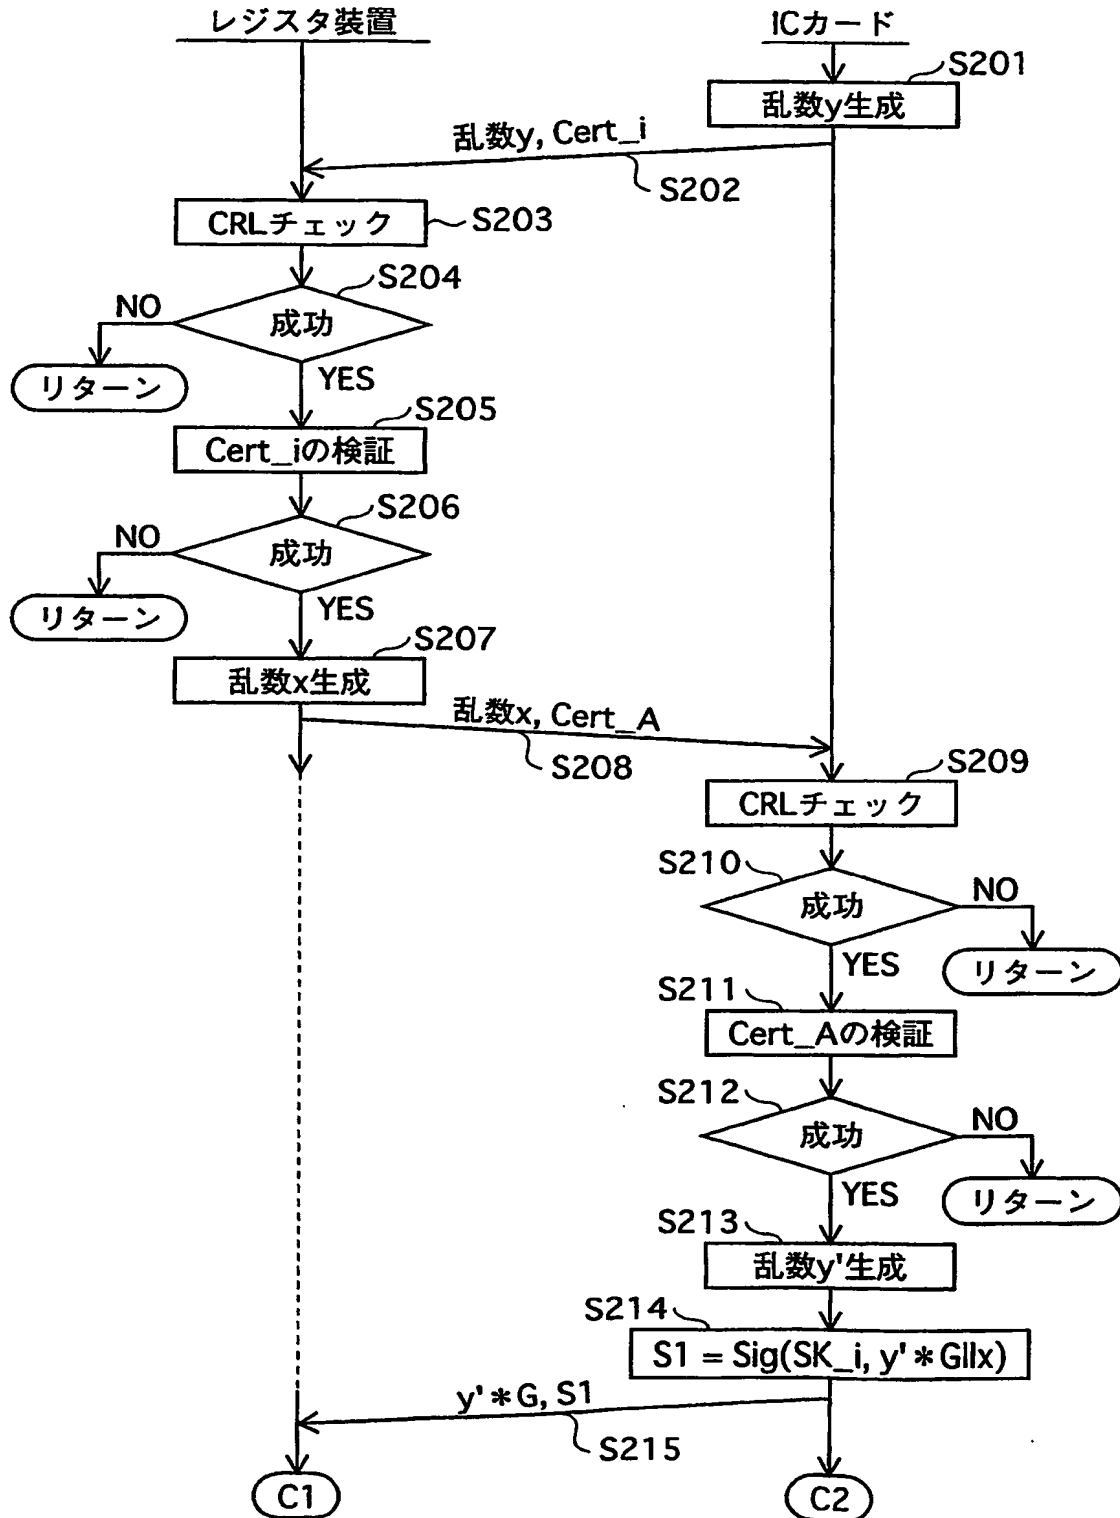 レジスタ装置
ICカード
S201
乱数y生成
乱数y, Cert_i
S202
CRLチェック
S203
S204
成功
NO
リターン
YES
S205
Cert_iの検証
S206
成功
NO
リターン
YES
S207
乱数x生成
乱数x, Cert_A
S208
S209
CRLチェック
S210
成功
NO
リターン
YES
S211
Cert_Aの検証
S212
成功
NO
リターン
YES
S213
乱数y'生成
S214
S1 = Sig(SK_i, y'*G||x)
y'*G, S1
S215
C1
C2